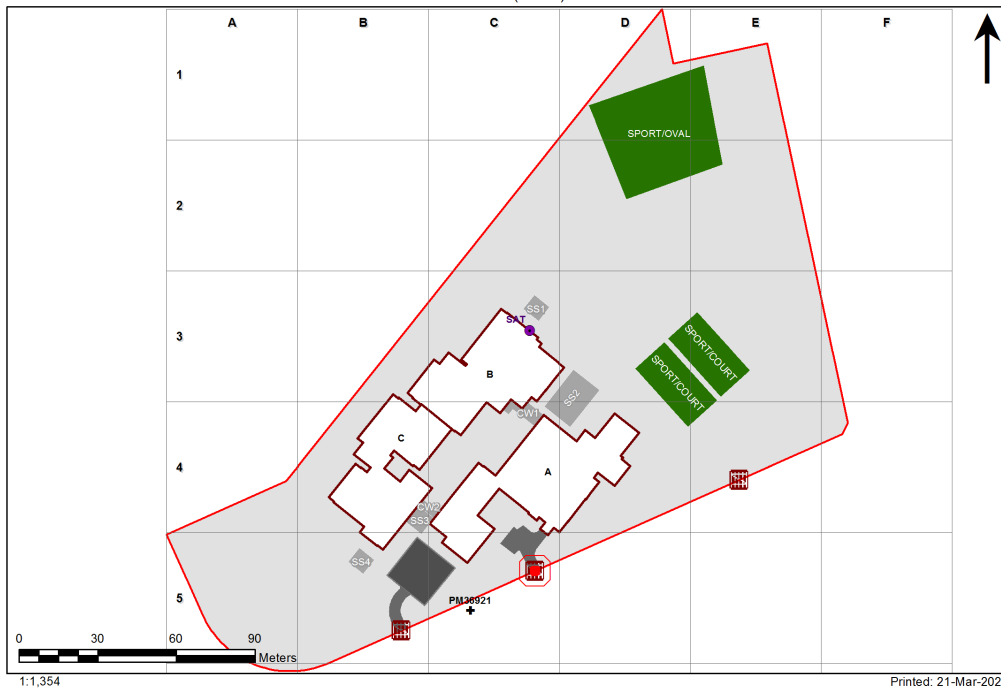 A B C D E F
1
SPORT/OVAL
2
SS1
SAT
3
SPORT/COURT
B
SPORT/COURT
SS2
CW1
C
4
A
CW2
SS3
SS4
5
PM36921
0 30 60 90
Meters
1:1,354
Printed: 21-Mar-202